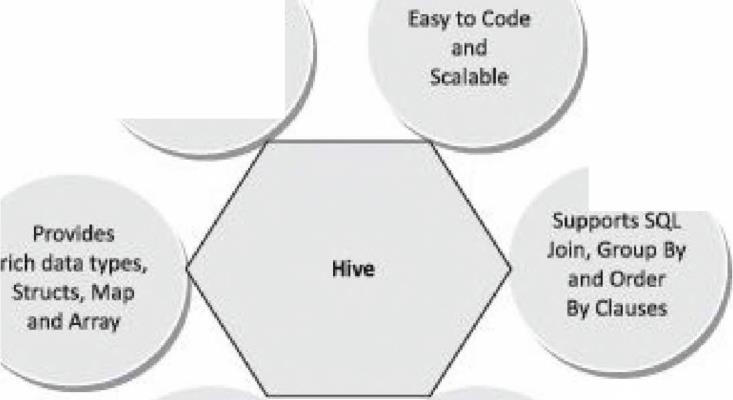 Easy to Code
and
Scalable
Provides
rich data types,
Structs, Map
and Array
Hive
Supports SQL
Join, Group By
and Order
By Clauses